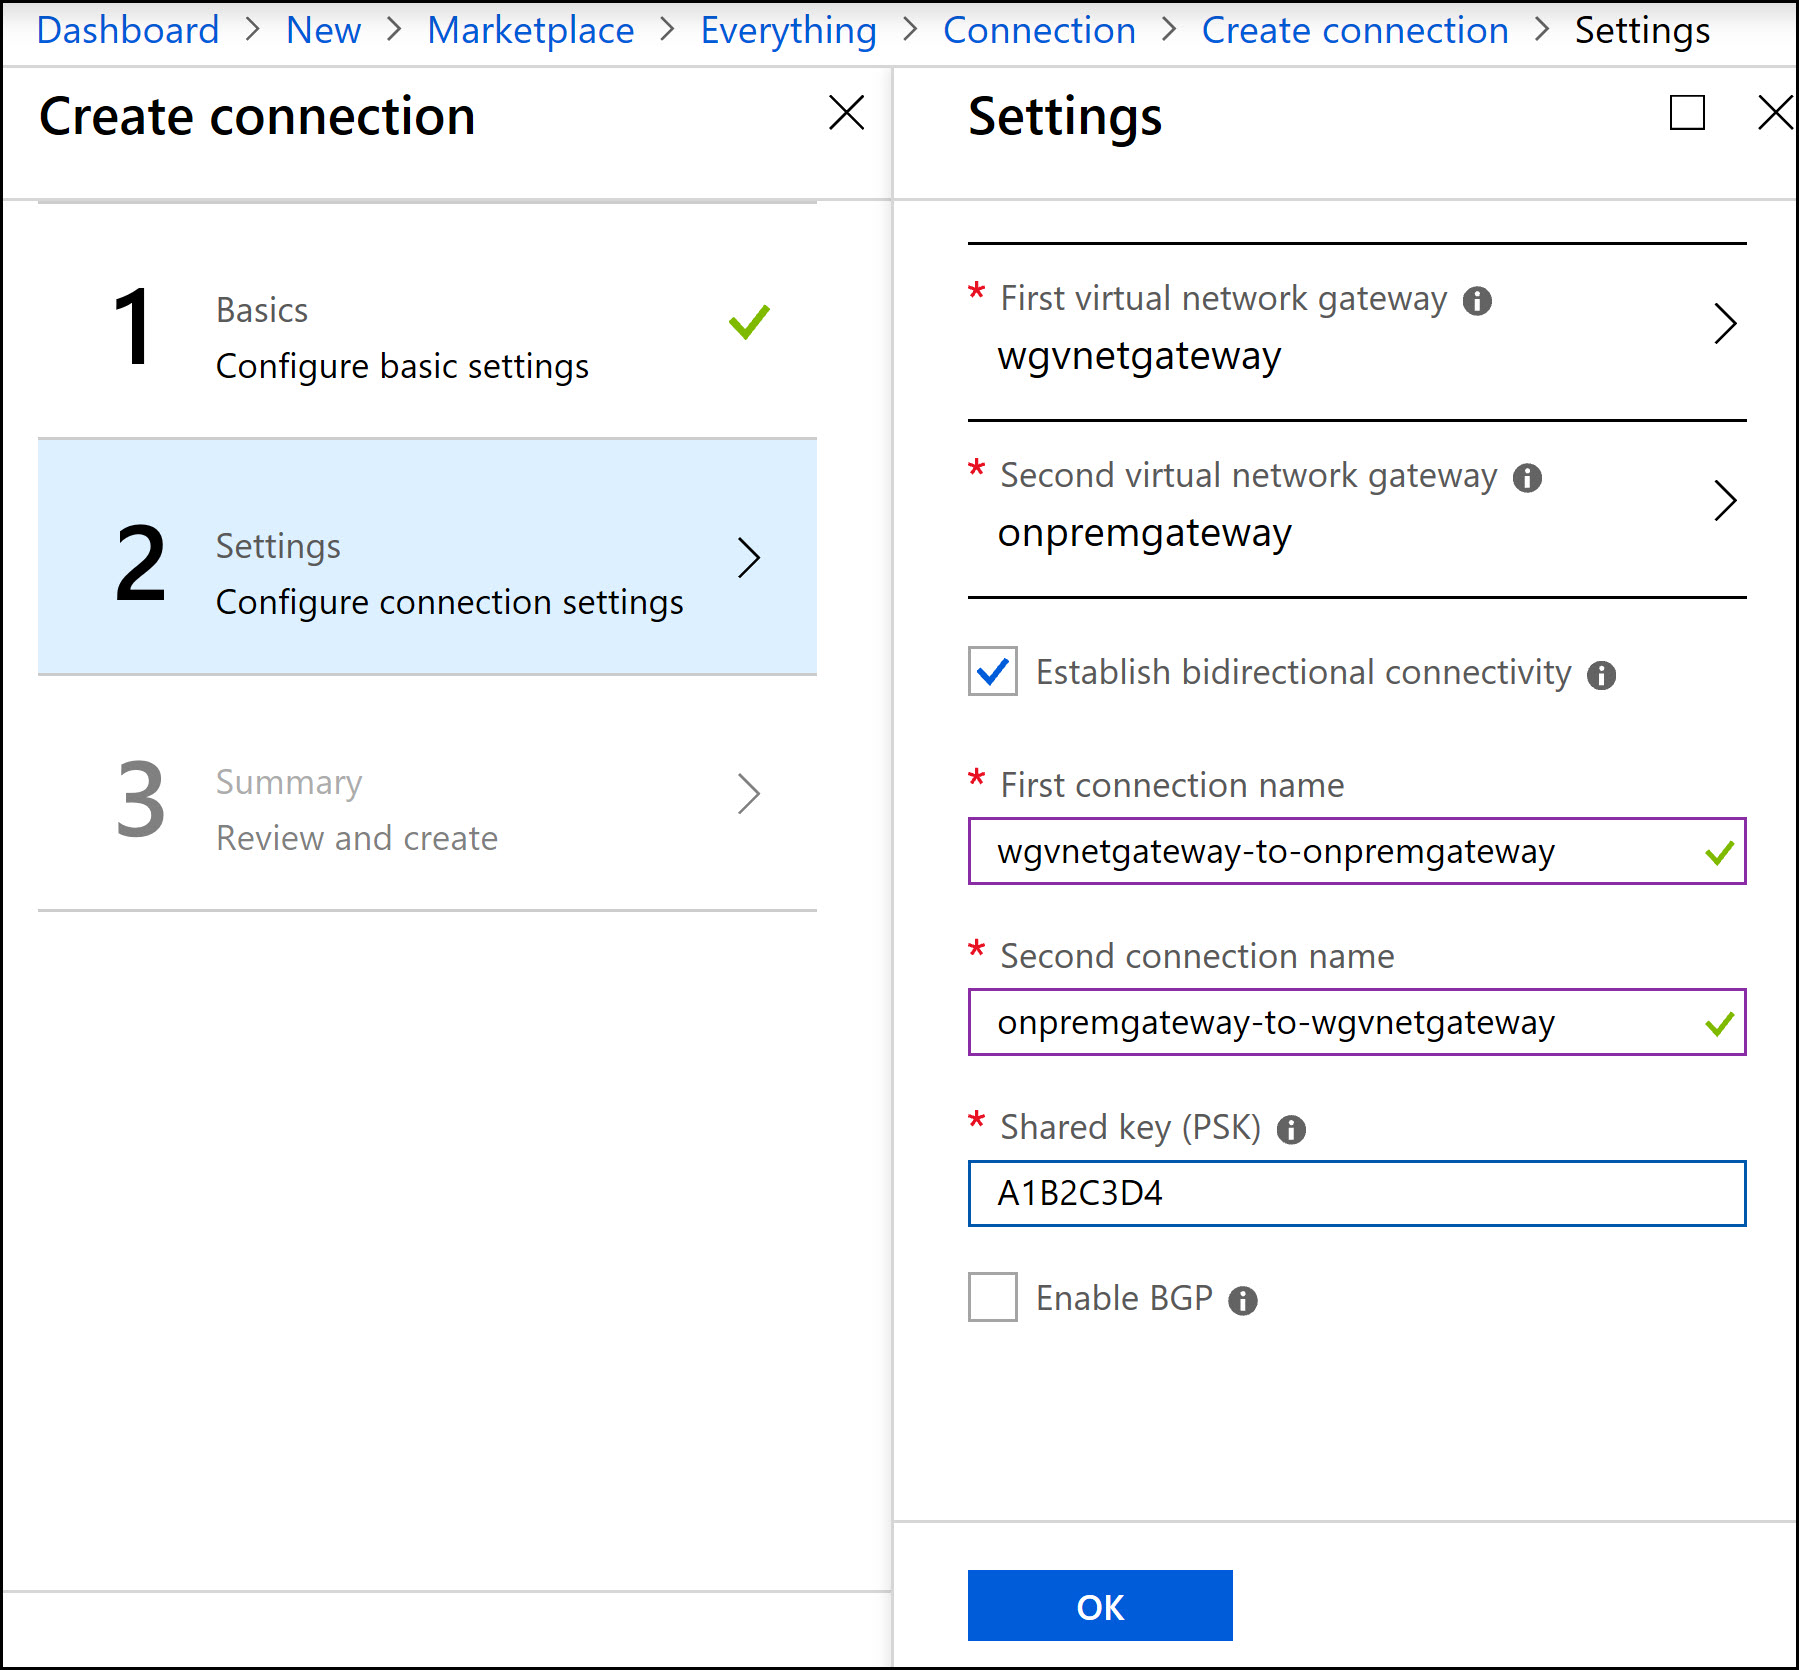 Dashboard > New > Marketplace > Everything > Connection > Create connection > Settings
Create connection
1
Basics
Configure basic settings
2
Settings
Configure connection settings
3
Summary
Review and create
Settings
* First virtual network gateway
wgvnetgateway
* Second virtual network gateway
onpremgateway
Establish bidirectional connectivity
* First connection name
wgvnetgateway-to-onpremgateway
* Second connection name
onpremgateway-to-wgvnetgateway
* Shared key (PSK)
A1B2C3D4
Enable BGP
OK